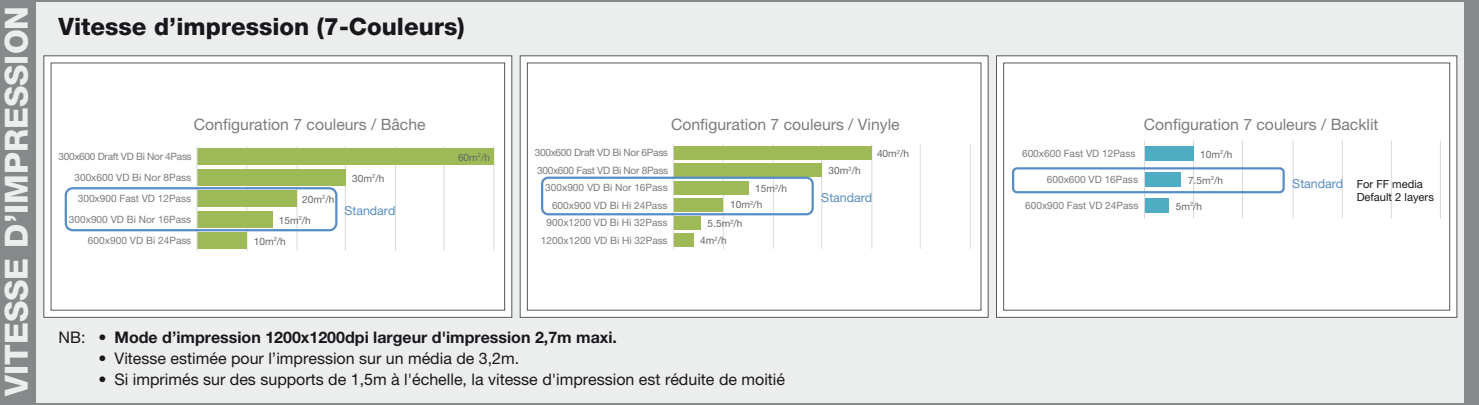 VITESSE D'IMPRESSION
Vitesse d’impression (7-Couleurs)
Configuration 7 couleurs / Bâche
300x600 Draft VD Bi Nor 4Pass 60m²/h
300x600 VD Bi Nor 8Pass 30m²/h
300x900 Fast VD 12Pass 20m²/h
Standard
300x900 VD Bi Nor 16Pass 15m²/h
600x900 VD Bi 24Pass 10m²/h
Configuration 7 couleurs / Vinyle
300x600 Draft VD Bi Nor 6Pass 40m²/h
300x600 Fast VD Bi Nor 8Pass 30m²/h
300x900 VD Bi Nor 16Pass 15m²/h
Standard
600x900 VD Bi Hi 24Pass 10m²/h
900x1200 VD Bi Hi 32Pass 5.5m²/h
1200x1200 VD Bi Hi 32Pass 4m²/h
Configuration 7 couleurs / Backlit
600x600 Fast VD 12Pass 10m²/h
600x600 VD 16Pass 7.5m²/h Standard
For FF media
Default 2 layers
600x900 Fast VD 24Pass 5m²/h
NB: • Mode d’impression 1200x1200dpi largeur d'impression 2,7m maxi.
• Vitesse estimée pour l’impression sur un média de 3,2m.
• Si imprimés sur des supports de 1,5m à l'échelle, la vitesse d'impression est réduite de moitié